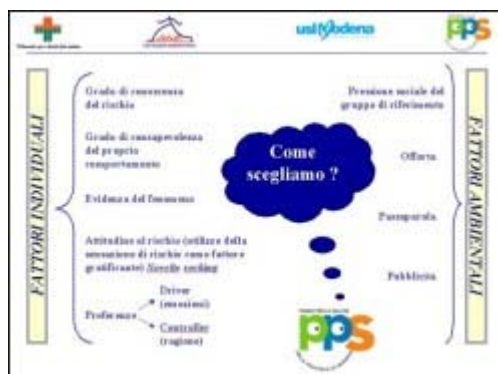 uslModena
pps
FATTORI INDIVIDUALI
Grado di conoscenza
del rischio
Grado di consapevolezza
del proprio
comportamento
Evidenza del fenomeno
Attitudine al rischio (utilizzo della
sensazione di rischio come fattore
gratificante) Novelty seeking
Preferenze
Driver
(emozioni)
Controller
(ragione)
Come
scegliamo ?
Pressione sociale del
gruppo di riferimento
Offerta
Passaparola
Pubblicità
FATTORI AMBIENTALI
pps